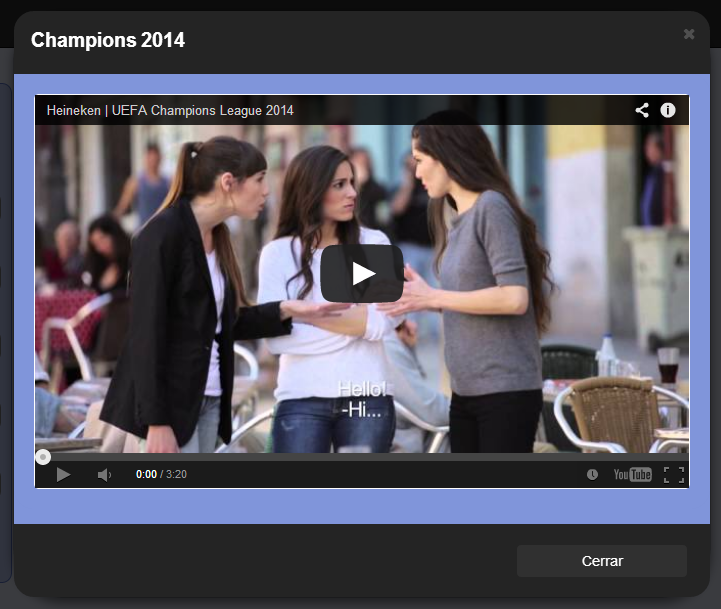 Champions 2014
Heineken | UEFA Champions League 2014
Hello!
-Hi...
0:00 / 3:20
YouTube
Cerrar